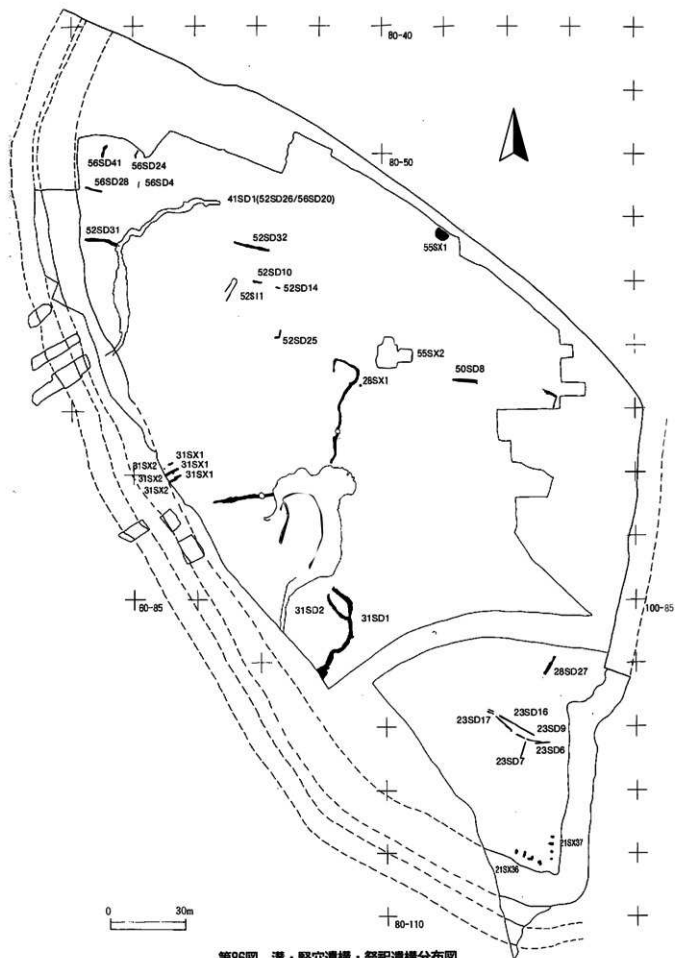 80-40
80-50
56SD41
56SD24
56SD28
56SD4
41SD1(52SD26/56SD20)
52SD31
52SD32
55SX1
52SD10
52SI1
52SD14
52SD25
55SX2
28SX1
50SD8
31SX1
31SX2
31SX1
31SX2
31SX1
31SX2
60-85
100-85
31SD2
31SD1
28SD27
23SD17
23SD16
23SD9
23SD6
23SD7
21SX37
21SX36
0
30m
80-110
第86図 溝・竪穴遺構・祭祀遺構分布図